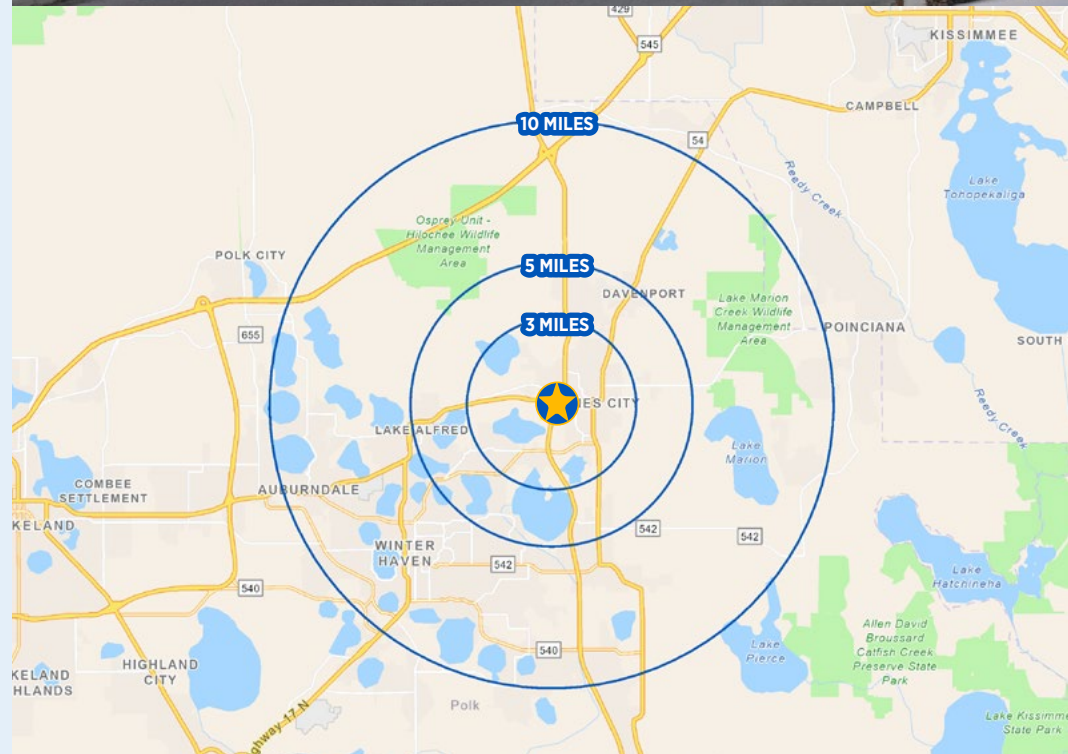 429
545
KISSIMMEE
CAMPBELL
10 MILES
54
Reedy Creek
Lake
Tohopekaliga
Osprey Unit -
Hilochee Wildlife
Management
Area
POLK CITY
5 MILES
DAVENPORT
Lake Marion
Creek Wildlife
Management
Area
POINCIANA
SOUTH
655
3 MILES
IES CITY
Reedy Creek
LAKE ALFRED
Lake
Marion
COMBEE
SETTLEMENT
AUBURNDALE
KELAND
542
542
WINTER
HAVEN
542
540
Lake
Hatchineha
Allen David
Broussard
Catfish Creek
Preserve State
Park
Lake
Pierce
540
HIGHLAND
CITY
KELAND
HLANDS
Polk
ghway 17 N
Lake Kissimme
State Park